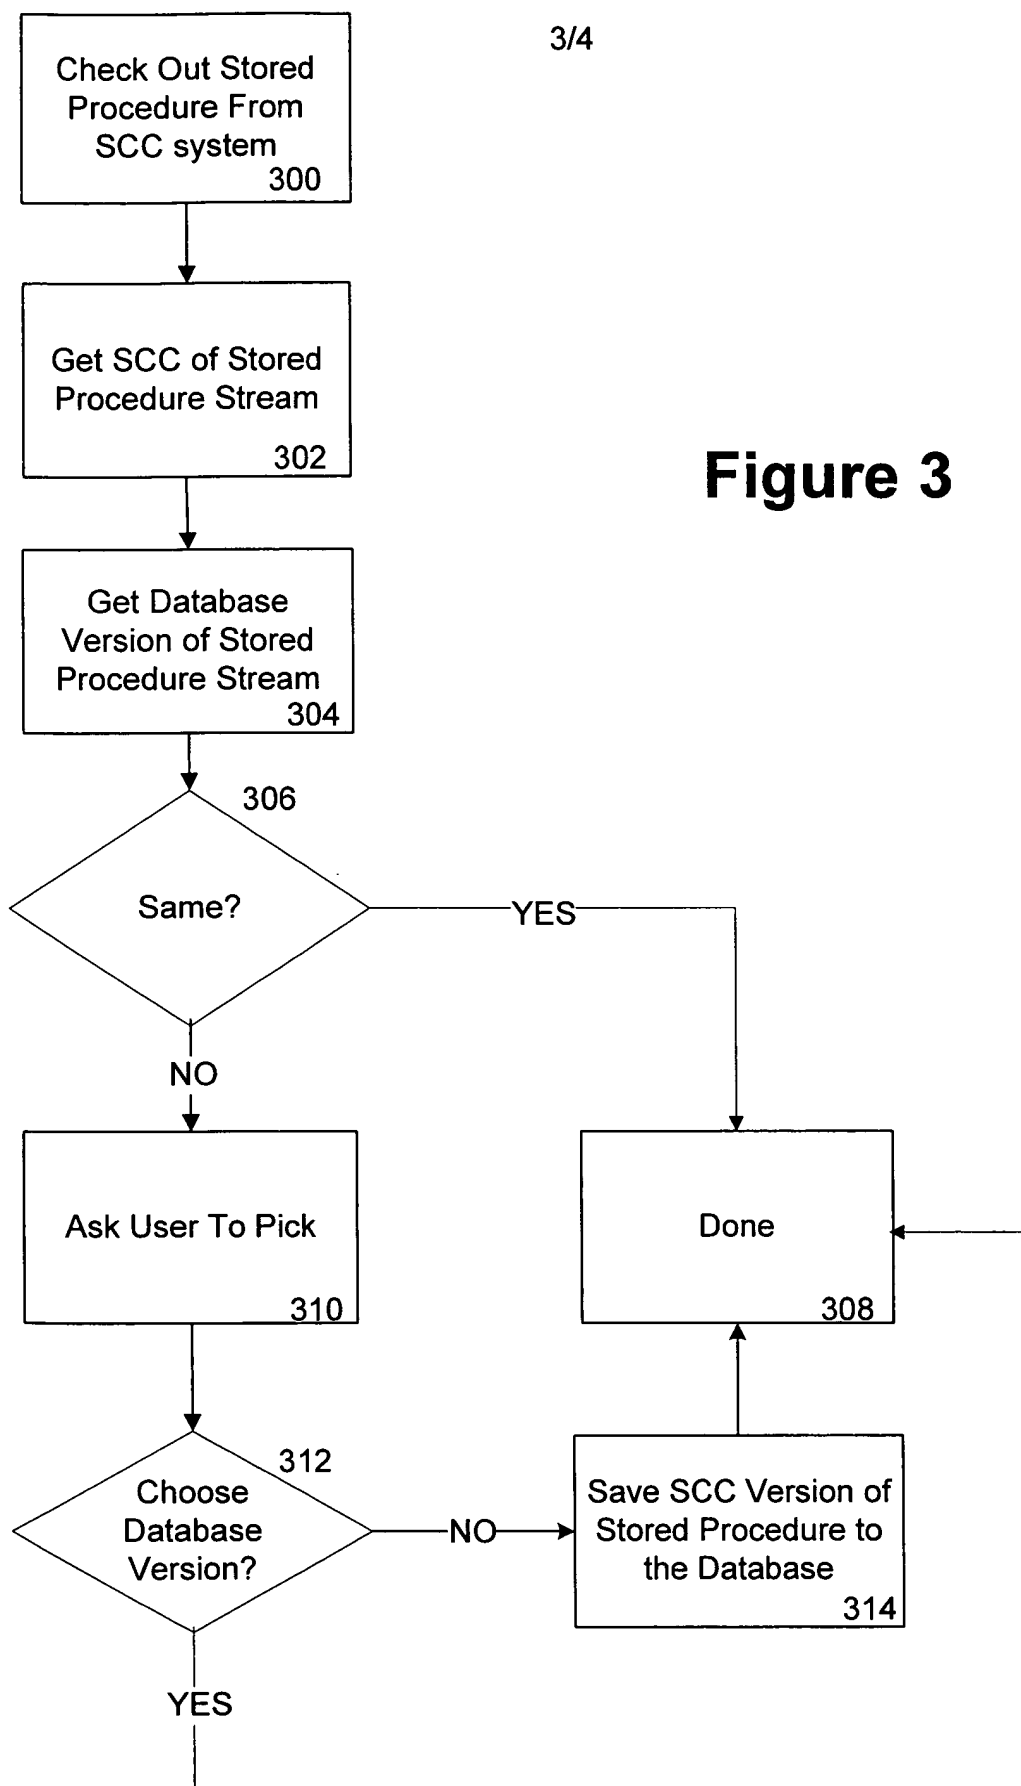 3/4
Check Out Stored
Procedure From
SCC system
300
Get SCC of Stored
Procedure Stream
302
Figure 3
Get Database
Version of Stored
Procedure Stream
304
306
Same?
YES
NO
Ask User To Pick
310
Done
308
312
Choose
Database
Version?
NO
Save SCC Version of
Stored Procedure to
the Database
314
YES